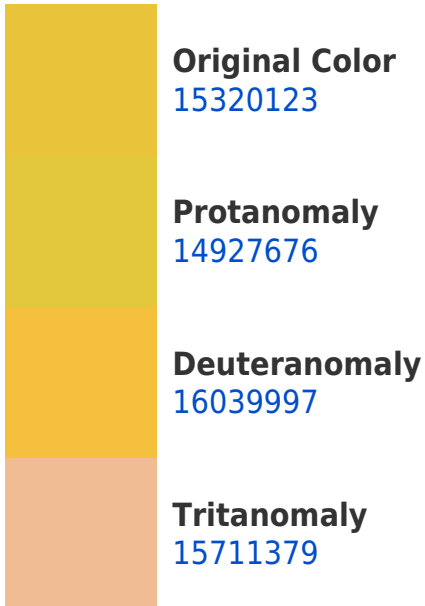 Original Color
15320123
Protanomaly
14927676
Deuteranomaly
16039997
Tritanomaly
15711379